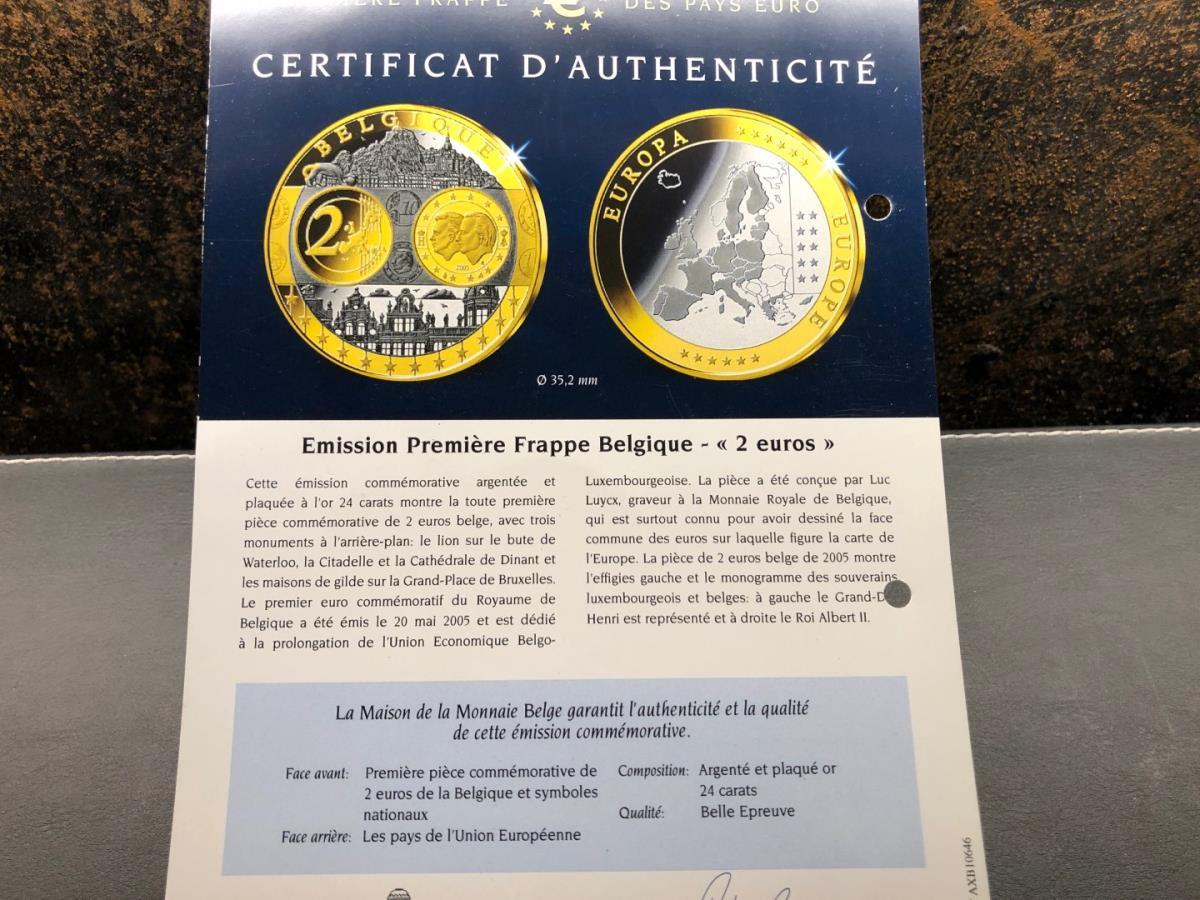 PREMIÈRE FRAPPE € DES PAYS EURO
CERTIFICAT D'AUTHENTICITÉ
BELGIQUE
2
10
2005
EUROPA
EUROPE
Ø 35,2 mm
Emission Première Frappe Belgique - « 2 euros »
Cette émission commémorative argentée et
plaquée à l'or 24 carats montre la toute première
pièce commémorative de 2 euros belge, avec trois
monuments à l'arrière-plan: le lion sur le bute de
Waterloo, la Citadelle et la Cathédrale de Dinant et
les maisons de gilde sur la Grand-Place de Bruxelles.
Le premier euro commémoratif du Royaume de
Belgique a été émis le 20 mai 2005 et est dédié
à la prolongation de l'Union Economique Belgo-
Luxembourgeoise. La pièce a été conçue par Luc
Luycx, graveur à la Monnaie Royale de Belgique,
qui est surtout connu pour avoir dessiné la face
commune des euros sur laquelle figure la carte de
l'Europe. La pièce de 2 euros belge de 2005 montre
l'effigies gauche et le monogramme des souverains
luxembourgeois et belges: à gauche le Grand-D
Henri est représenté et à droite le Roi Albert II.
La Maison de la Monnaie Belge garantit l'authenticité et la qualité
de cette émission commémorative.
Face avant: Première pièce commémorative de
2 euros de la Belgique et symboles
nationaux
Face arrière: Les pays de l'Union Européenne
Composition: Argenté et plaqué or
24 carats
Qualité: Belle Epreuve
AXB10646